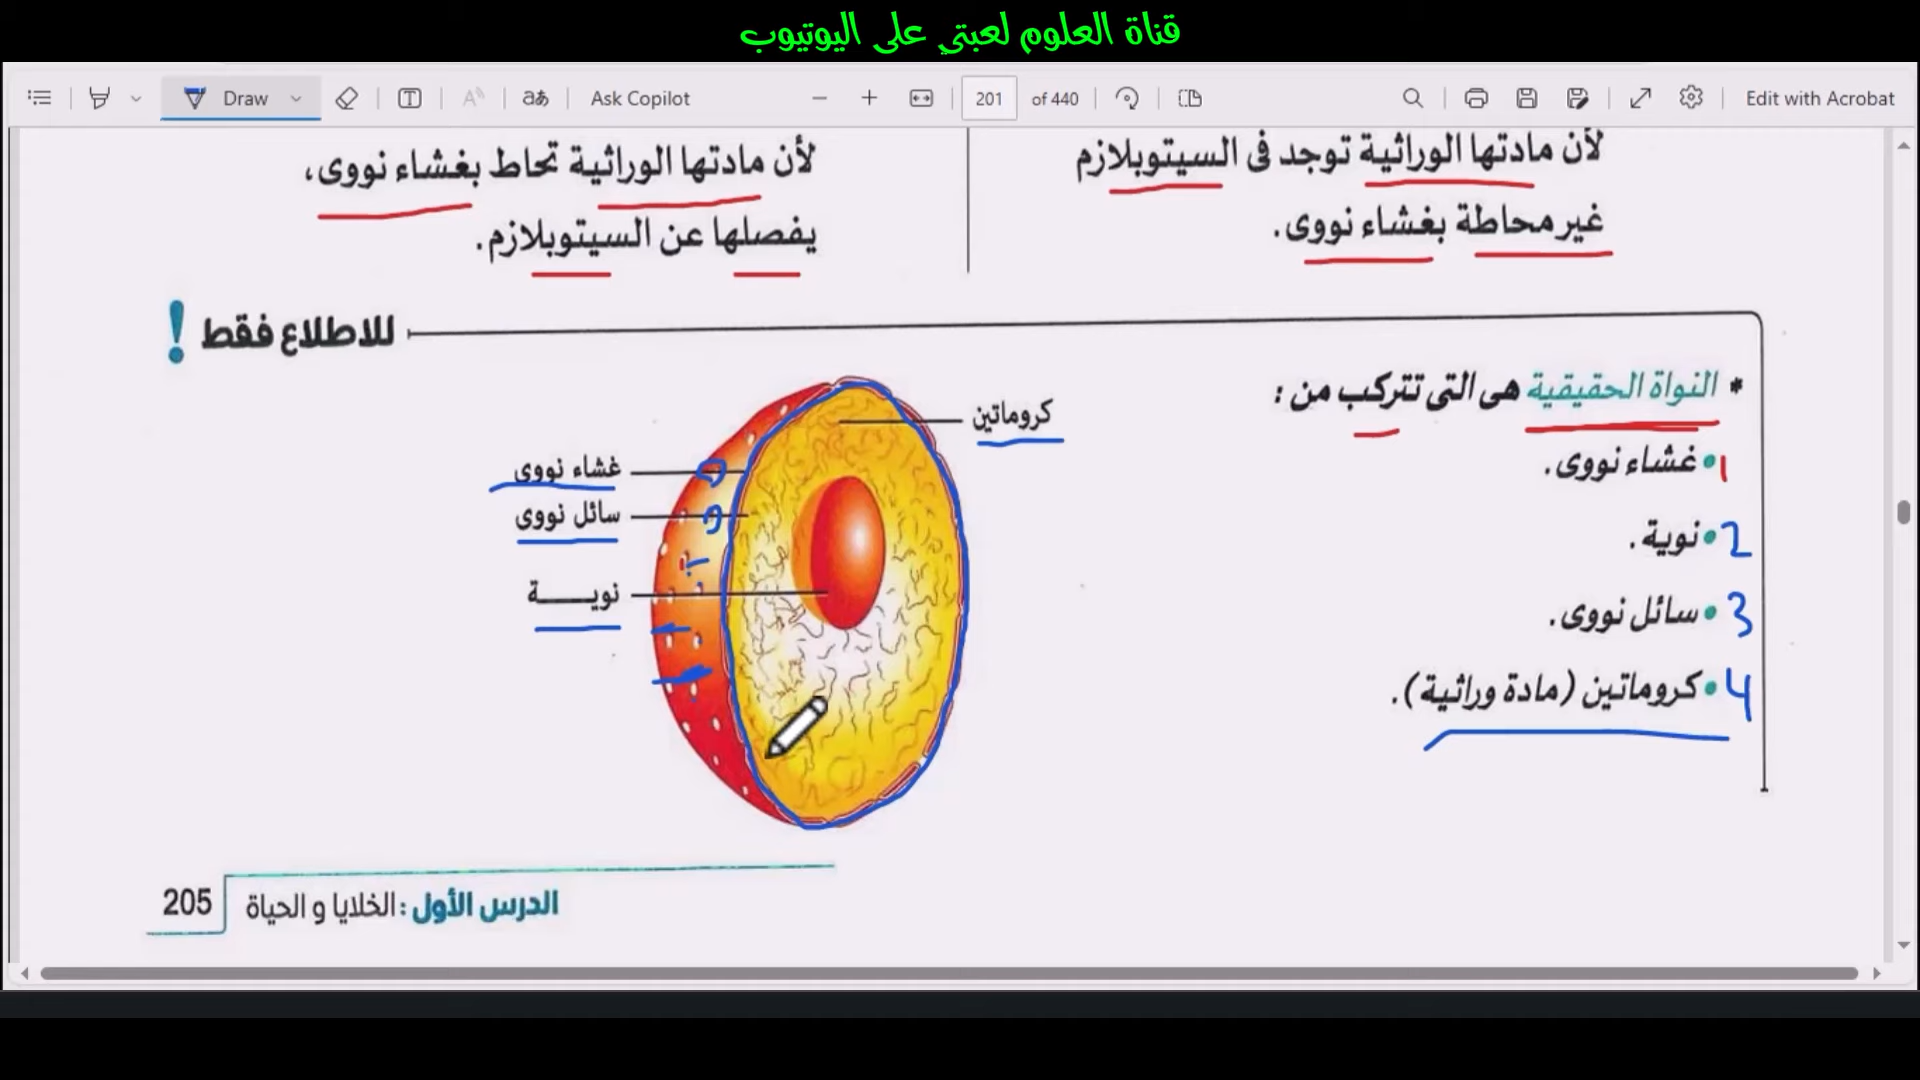 قناة العلوم لعبتي على اليوتيوب
Draw
Ask Copilot
201 of 440
Edit with Acrobat
لأن مادتها الوراثية توجد فى السيتوبلازم
غير محاطة بغشاء نووى.
لأن مادتها الوراثية تحاط بغشاء نووى،
يفصلها عن السيتوبلازم.
للاطلاع فقط !
* النواة الحقيقية هى التى تتركب من :
1 • غشاء نووى.
2 • نوية.
3 • سائل نووى.
4 • كروماتين (مادة وراثية).
كروماتين
غشاء نووى
سائل نووى
نويـــــة
الدرس الأول : الخلايا و الحياة
205